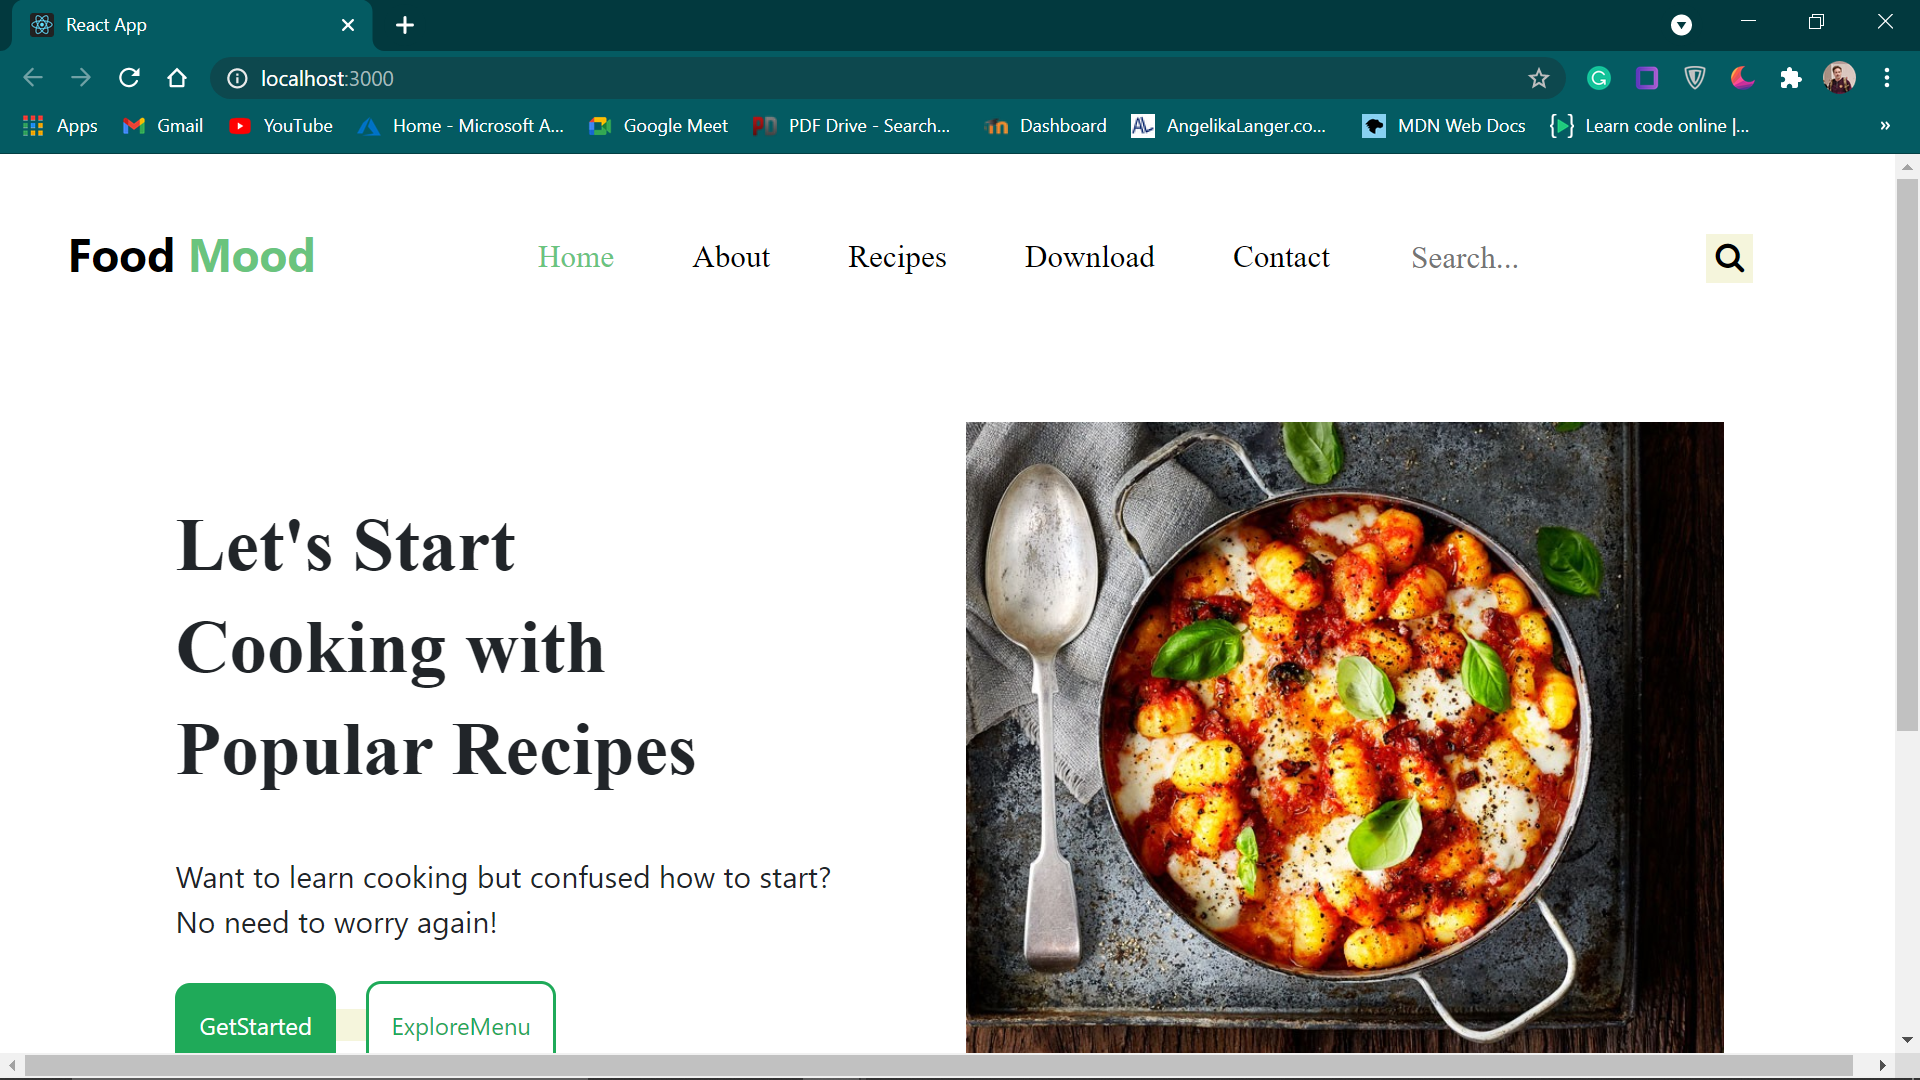 React App
localhost:3000
Apps
Gmail
YouTube
Home - Microsoft A...
Google Meet
PDF Drive - Search...
Dashboard
AngelikaLanger.co...
MDN Web Docs
Learn code online |...
»
Food Mood
Home
About
Recipes
Download
Contact
Search...
Let's Start
Cooking with
Popular Recipes
Want to learn cooking but confused how to start?
No need to worry again!
GetStarted
ExploreMenu